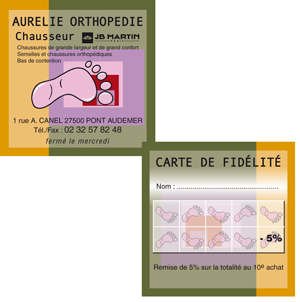 AURELIE ORTHOPEDIE
Chausseur JB MARTIN
Chaussures de grande largeur et de grand confort
Semelles et chaussures orthopédiques
Bas de contention
1 rue A. CANEL 27500 PONT AUDEMER
Tél./Fax : 02 32 57 82 48
fermé le mercredi
CARTE DE FIDÉLITÉ
Nom : ................................................
- 5%
Remise de 5% sur la totalité au 10º achat